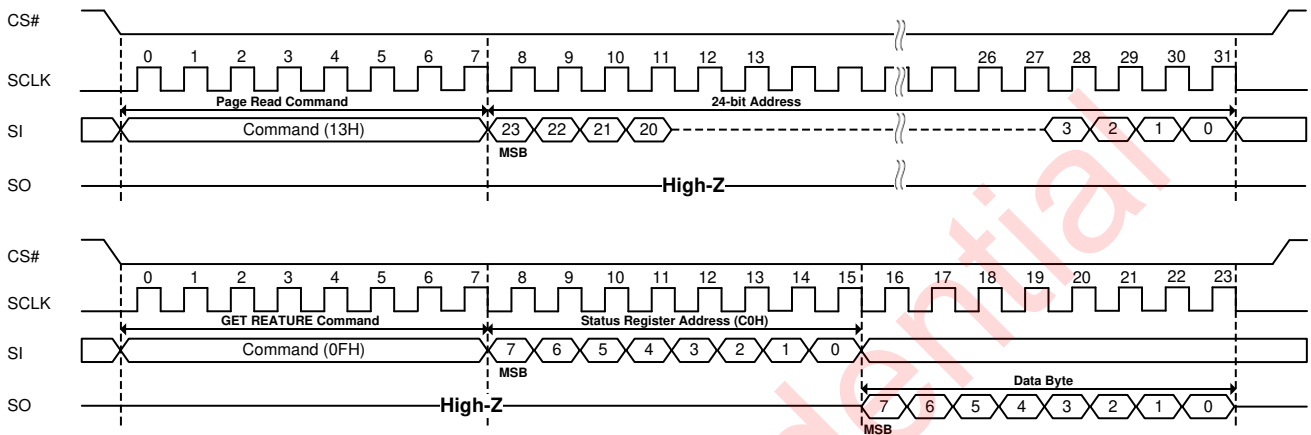 CS#
0 1 2 3 4 5 6 7 8 9 10 11 12 13 26 27 28 29 30 31
SCLK
Page Read Command 24-bit Address
SI Command (13H) 23 22 21 20 3 2 1 0
MSB
SO High-Z
CS#
0 1 2 3 4 5 6 7 8 9 10 11 12 13 14 15 16 17 18 19 20 21 22 23
SCLK
GET REATURE Command Status Register Address (C0H)
SI Command (0FH) 7 6 5 4 3 2 1 0
MSB
Data Byte
SO High-Z 7 6 5 4 3 2 1 0
MSB